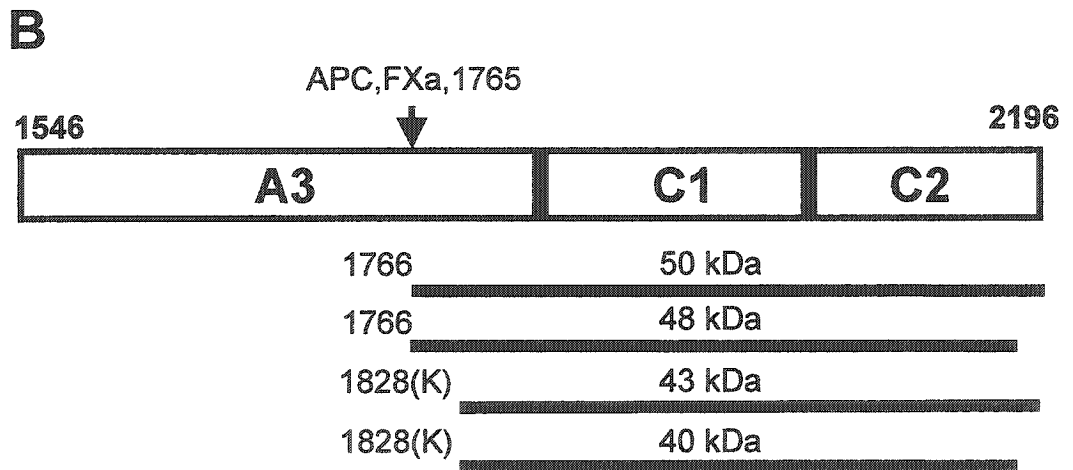 B
APC,FXa,1765
1546 2196
A3 C1 C2
1766 50 kDa
1766 48 kDa
1828(K) 43 kDa
1828(K) 40 kDa